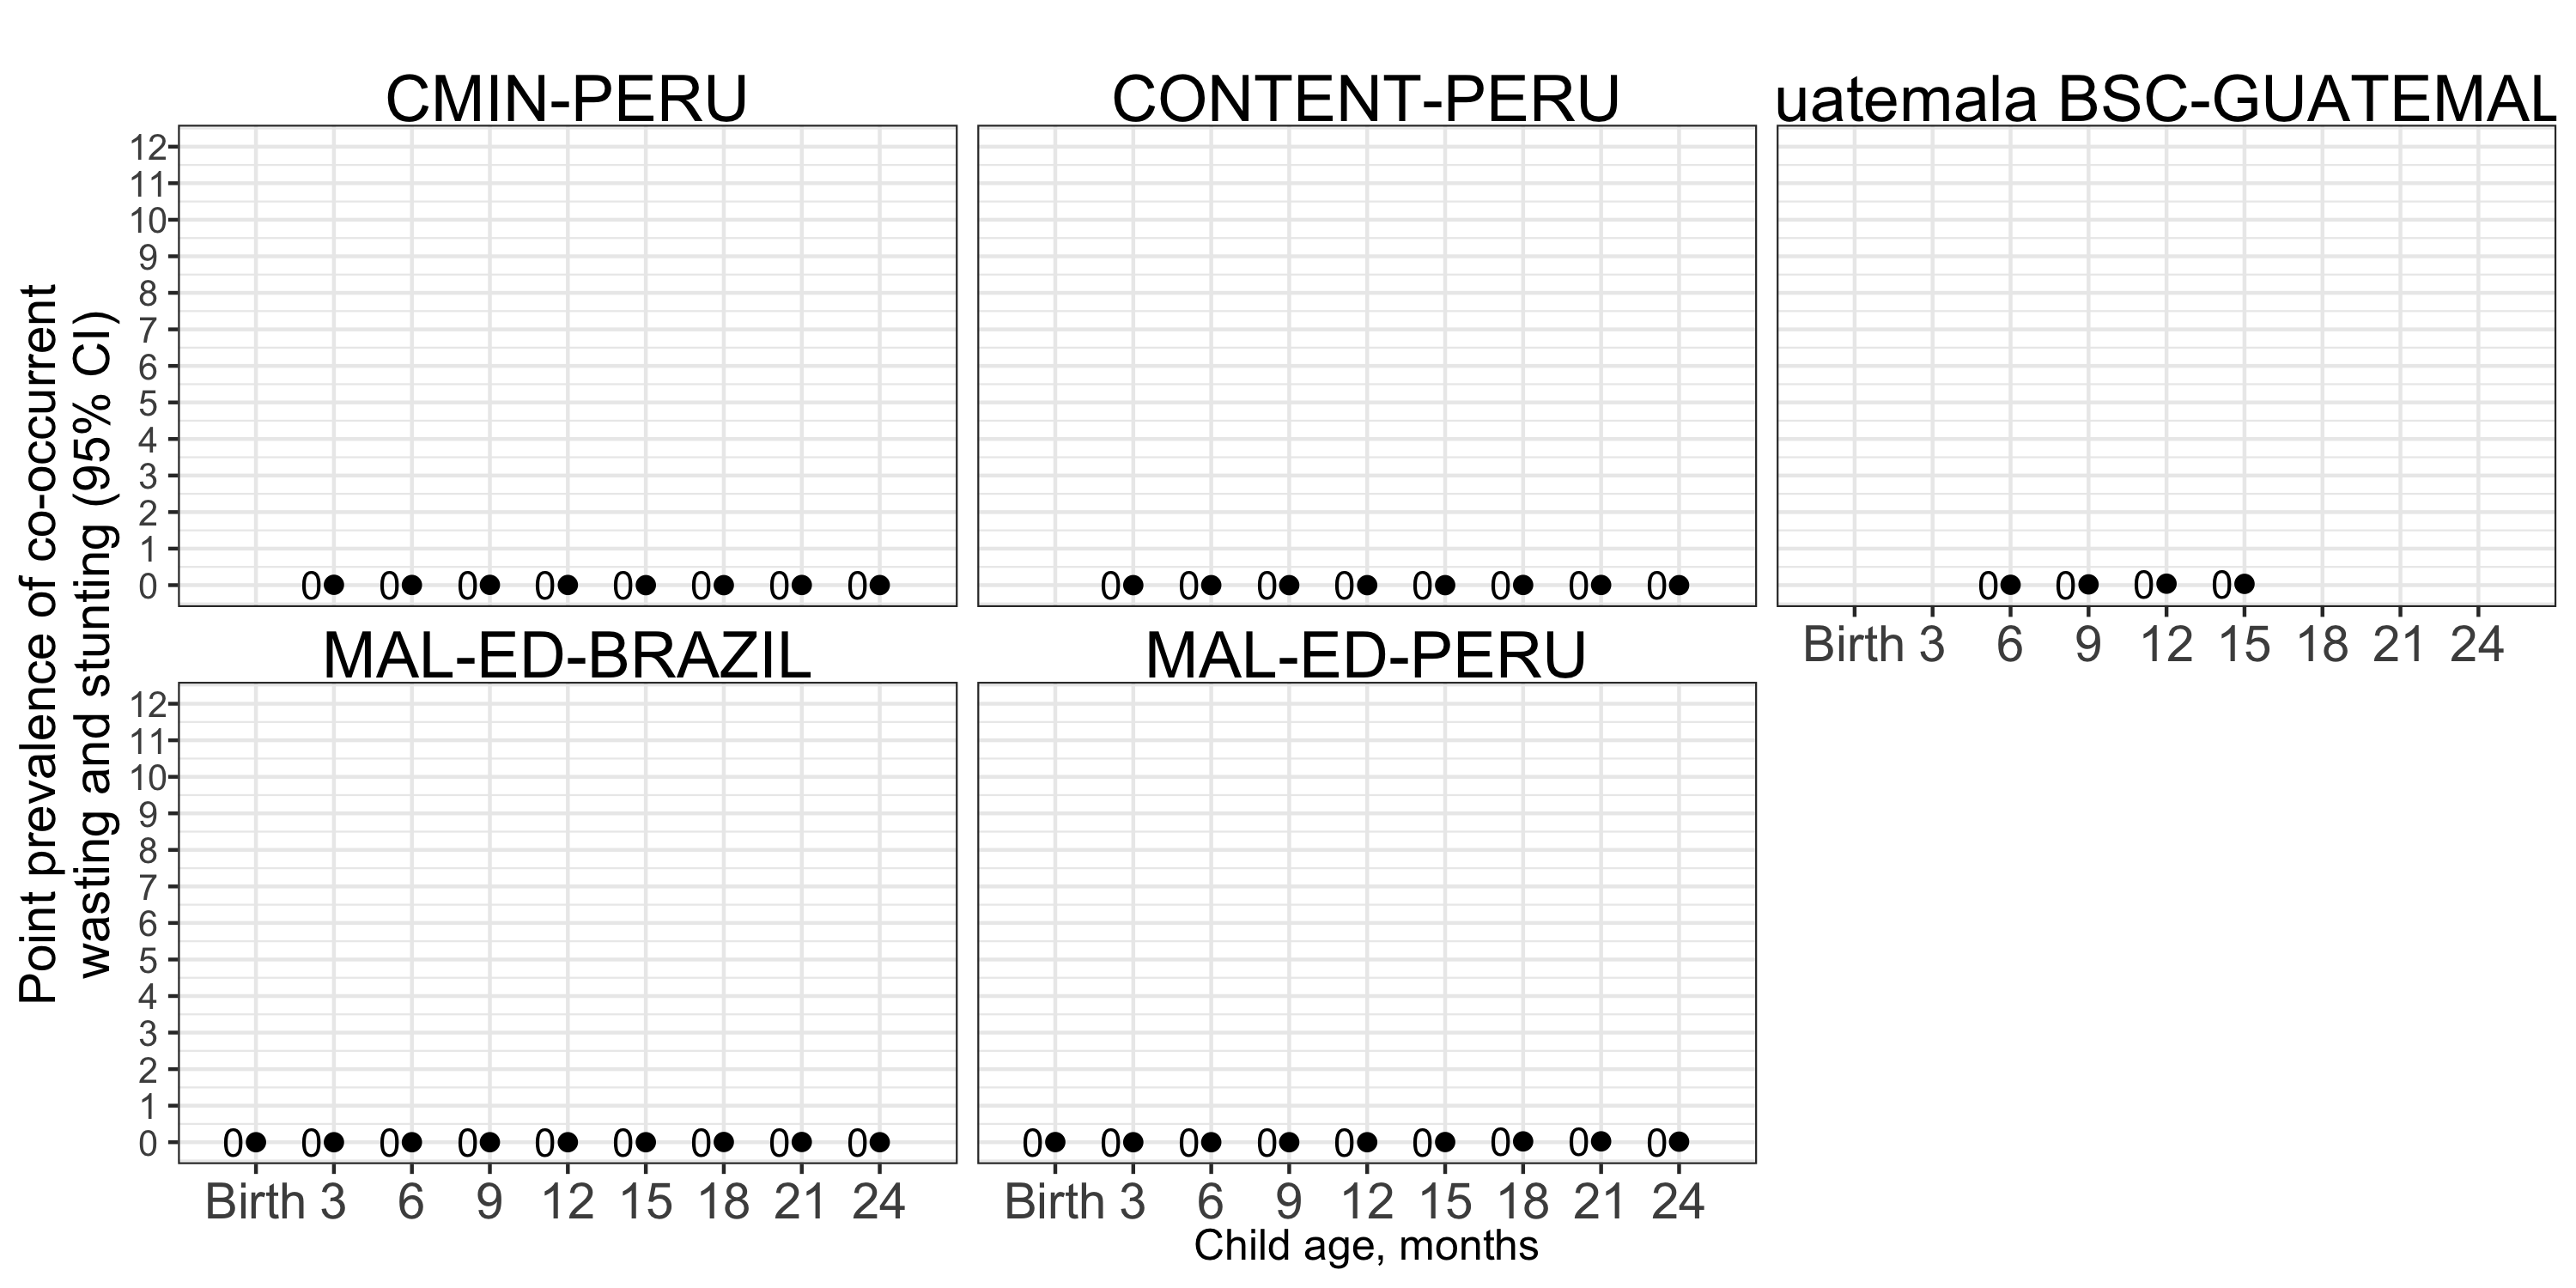 CMIN-PERU
CONTENT-PERU
uatemala BSC-GUATEMAL
12
11
10
9
8
7
6
5
4
3
2
1
0
0 0 0 0 0 0 0 0
0 0 0 0 0 0 0 0
0 0 0 0
Birth 3 6 9 12 15 18 21 24
MAL-ED-BRAZIL
MAL-ED-PERU
12
11
10
9
8
7
6
5
4
3
2
1
0
0 0 0 0 0 0 0 0 0
0 0 0 0 0 0 0 0 0
Birth 3 6 9 12 15 18 21 24
Birth 3 6 9 12 15 18 21 24
Child age, months
Point prevalence of co-occurrent
wasting and stunting (95% CI)